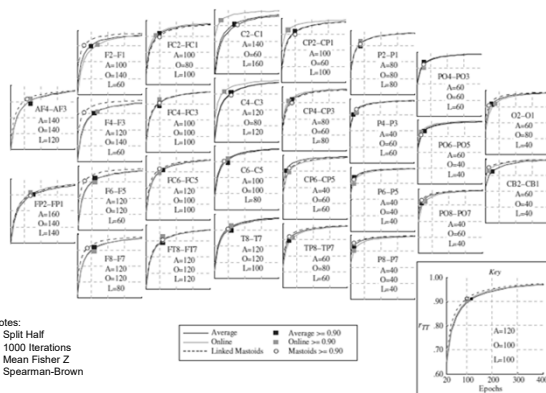 F2–F1
A=100
O=140
L=60
FC2–FC1
A=100
O=80
L=100
C2–C1
A=140
O=60
L=160
CP2–CP1
A=100
O=60
L=100
P2–P1
A=80
O=80
L=80
PO4–PO3
A=60
O=60
L=60
AF4–AF3
A=140
O=140
L=120
F4–F3
A=120
O=140
L=60
FC4–FC3
A=100
O=100
L=100
C4–C3
A=120
O=80
L=120
CP4–CP3
A=80
O=60
L=80
P4–P3
A=40
O=60
L=40
O2–O1
A=60
O=80
L=60
PO6–PO5
A=40
O=60
L=40
FP2–FP1
A=160
O=140
L=140
F6–F5
A=120
O=120
L=60
FC6–FC5
A=120
O=100
L=120
C6–C5
A=100
O=100
L=80
CP6–CP5
A=40
O=60
L=60
P6–P5
A=40
O=40
L=40
CB2–CB1
A=60
O=60
L=40
PO8–PO7
A=40
O=60
L=40
F8–F7
A=120
O=120
L=80
FT8–FT7
A=120
O=120
L=120
T8–T7
A=120
O=120
L=100
TP8–TP7
A=60
O=80
L=60
P8–P7
A=40
O=40
L=40
Notes:
Split Half
1000 Iterations
Mean Fisher Z
Spearman-Brown
Average
Average >= 0.90
Online
Online >= 0.90
Linked Mastoids
Mastoids >= 0.90
Key
1.00
.90
.80
.70
.60
rTT
A=120
O=100
L=100
20 100 200 300 400
Epochs